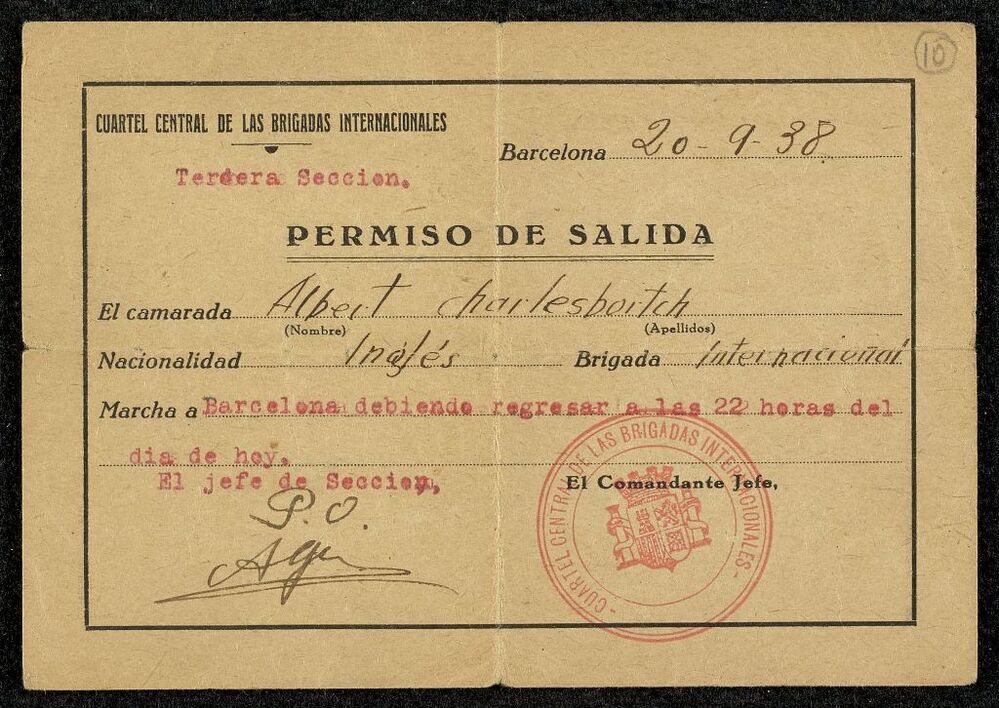 10
CUARTEL CENTRAL DE LAS BRIGADAS INTERNACIONALES
Barcelona 20-9-38
Terdera Seccion.
PERMISO DE SALIDA
El camarada Albert charlesbortch
(Nombre) (Apellidos)
Nacionalidad Inglés Brigada Internacional
Marcha a Barcelona debiendo regresar a las 22 horas del
dia de hoy.
El jefe de Seccion,
El Comandante Jefe,
P.O.
CUARTEL CENTRAL DE LAS BRIGADAS INTERNACIONALES